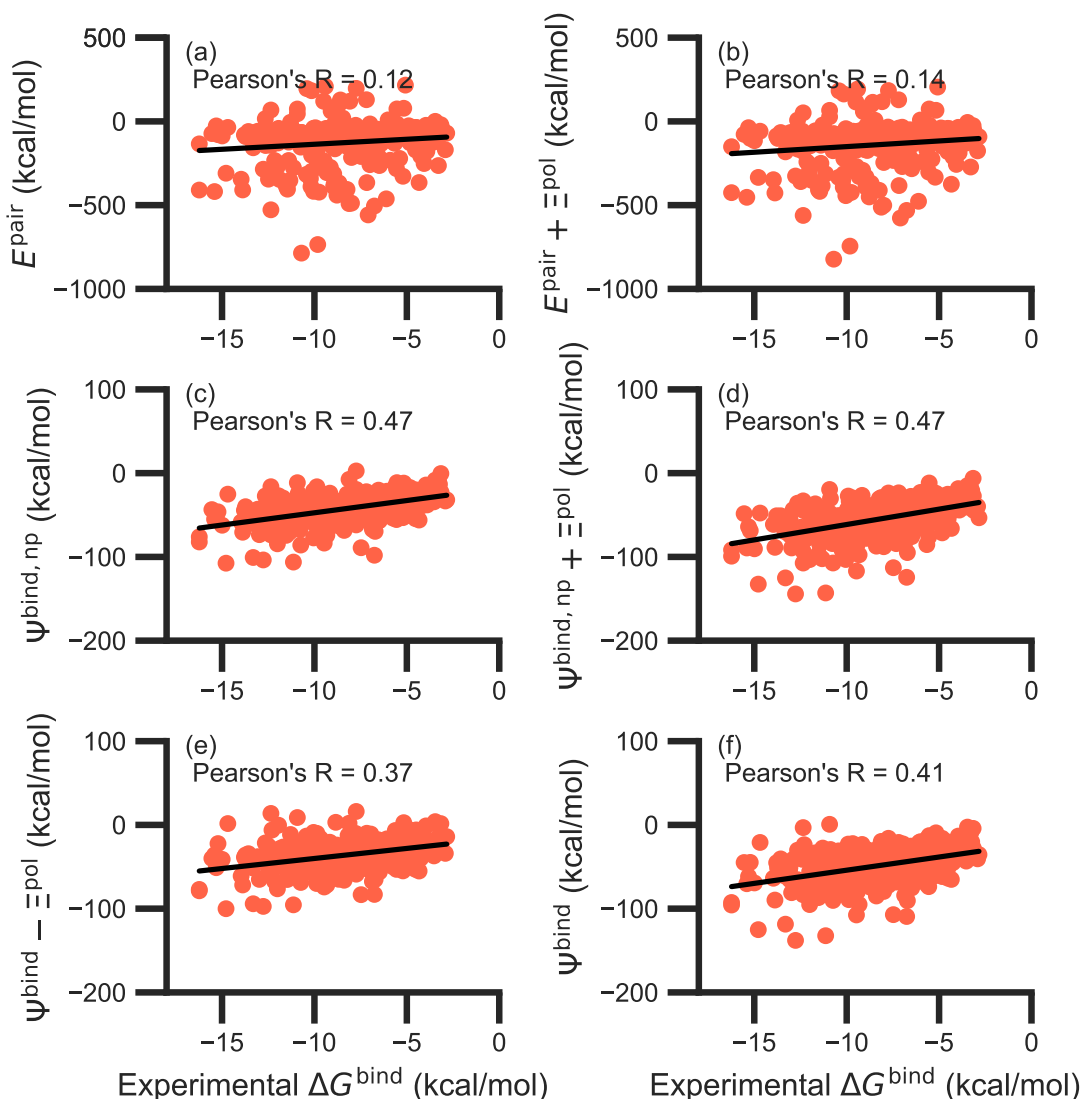 (a)
Pearson's R = 0.12
E^pair (kcal/mol)
500
0
−500
−1000
−15 −10 −5 0
(b)
Pearson's R = 0.14
E^pair + Ξ^pol (kcal/mol)
500
0
−500
−1000
−15 −10 −5 0
(c)
Pearson's R = 0.47
Ψ^bind, np (kcal/mol)
100
0
−100
−200
−15 −10 −5 0
(d)
Pearson's R = 0.47
Ψ^bind, np + Ξ^pol (kcal/mol)
100
0
−100
−200
−15 −10 −5 0
(e)
Pearson's R = 0.37
Ψ^bind − Ξ^pol (kcal/mol)
100
0
−100
−200
−15 −10 −5 0
Experimental ΔG^bind (kcal/mol)
(f)
Pearson's R = 0.41
Ψ^bind (kcal/mol)
100
0
−100
−200
−15 −10 −5 0
Experimental ΔG^bind (kcal/mol)